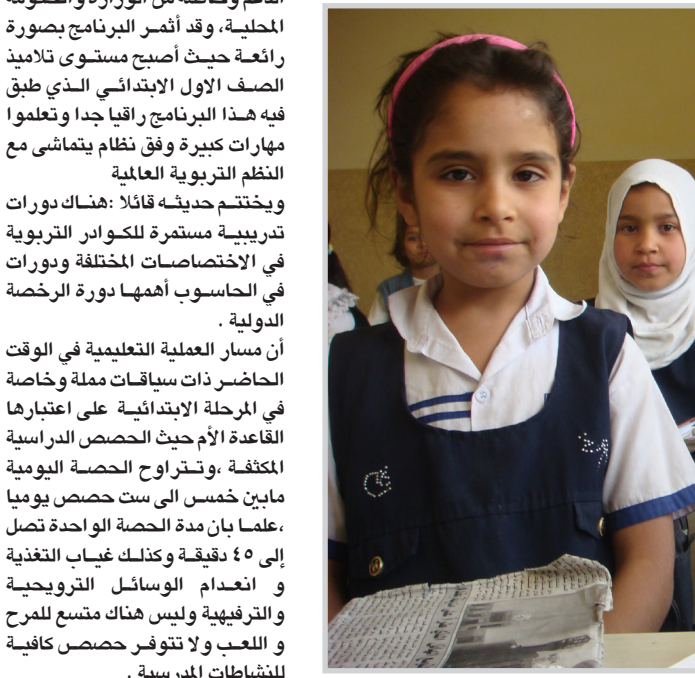 المحلية، وقد أثمر البرنامج بصورة
رائعة حيث أصبح مستوى تلاميذ
الصف الاول الابتدائي الذي طبق
فيه هذا البرنامج راقيا جدا وتعلموا
مهارات كبيرة وفق نظام يتماشى مع
النظم التربوية العالمية
ويختتم حديثه قائلا :هناك دورات
تدريبية مستمرة للكوادر التربوية
في الاختصاصات المختلفة ودورات
في الحاسوب أهمها دورة الرخصة
الدولية .
أن مسار العملية التعليمية في الوقت
الحاضر ذات سياقات مملة وخاصة
في المرحلة الابتدائية على اعتبارها
القاعدة الأم حيث الحصص الدراسية
المكثفة ،وتتراوح الحصة اليومية
مابين خمس الى ست حصص يوميا
،علما بان مدة الحصة الواحدة تصل
إلى ٤٥ دقيقة وكذلك غياب التغذية
و انعدام الوسائل الترويحية
والترفيهية وليس هناك متسع للمرح
و اللعب ولا تتوفر حصص كافية
للنشاطات المدرسية .